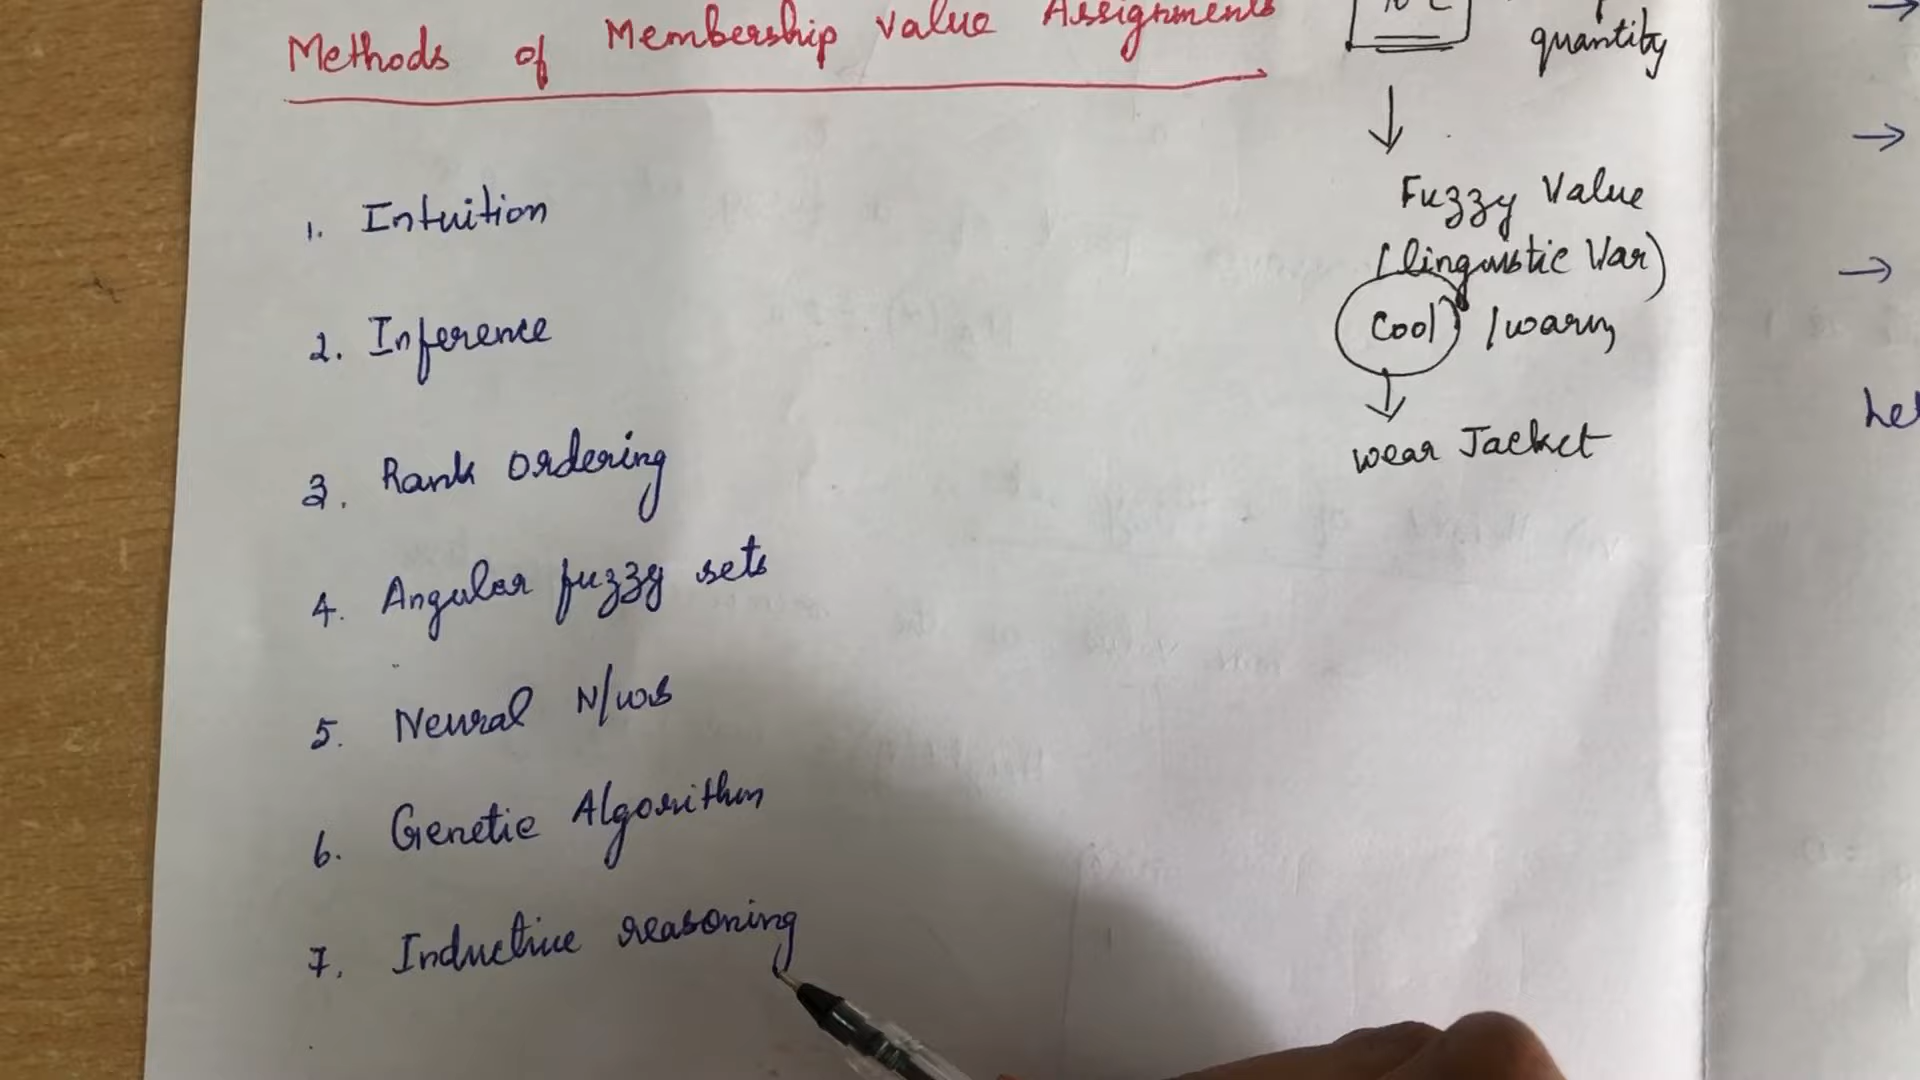 Methods of Membership Value Assignments
1. Intuition
2. Inference
3. Rank Ordering
4. Angular fuzzy sets
5. Neural N/ws
6. Genetic Algorithm
7. Inductive reasoning
quantity
↓
Fuzzy Value
(linguistic Var)
Cool / warm
↓
wear Jacket
→
→
→